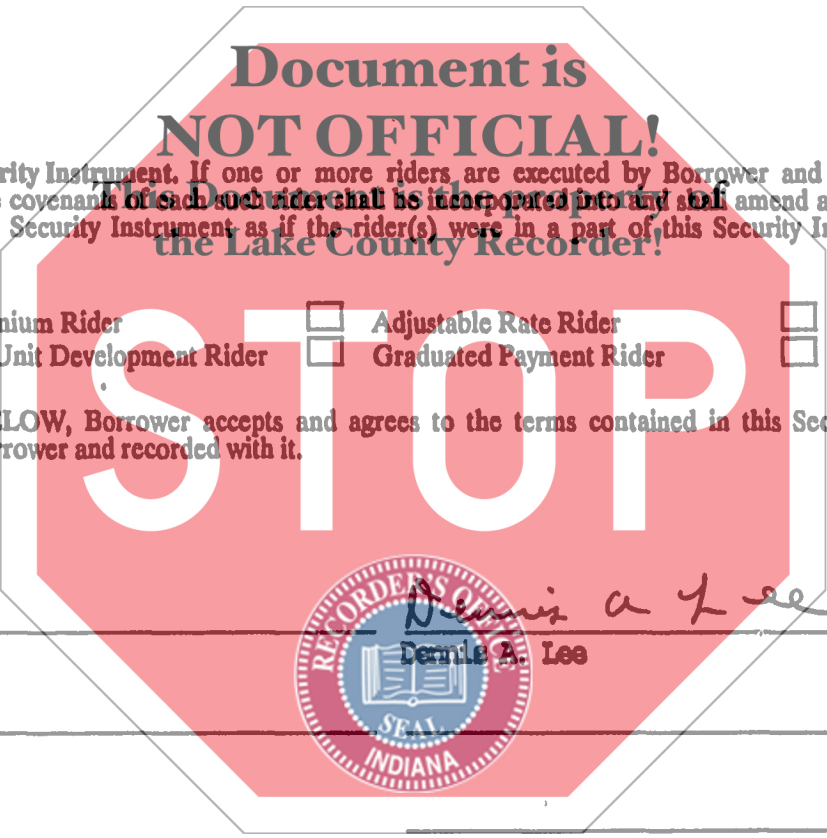 Document is
NOT OFFICIAL!
rity Instrument. If one or more riders are executed by Borrower and
This Document is the property of
covenants of each such rider shall be incorporated into and shall amend a
Security Instrument as if the rider(s) were in a part of this Security In
the Lake County Recorder!
nium Rider Adjustable Rate Rider
Unit Development Rider Graduated Payment Rider
LOW, Borrower accepts and agrees to the terms contained in this Sec
rower and recorded with it.
STOP
Dennis A Lee
Dennis A. Lee
RECORDER'S OFFICE
SEAL
INDIANA